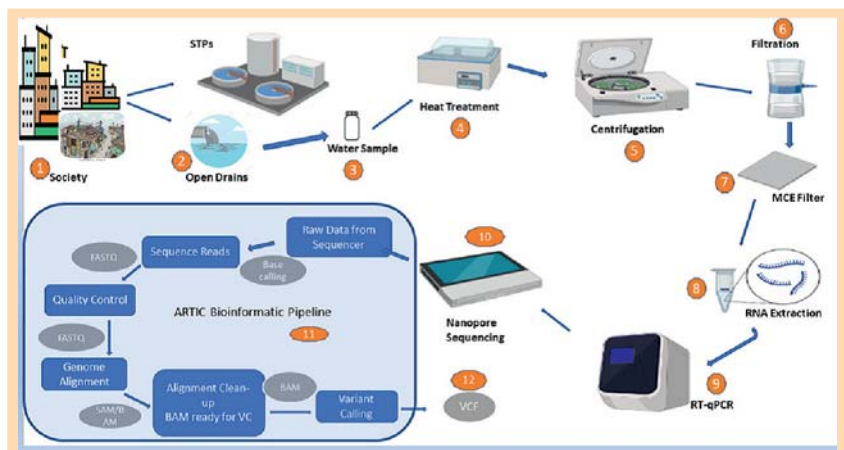 STPs
1
Society
2
Open Drains
3
Water Sample
4
Heat Treatment
5
Centrifugation
6
Filtration
7
MCE Filter
8
RNA Extraction
9
RT-qPCR
10
Nanopore
Sequencing
11
ARTIC Bioinformatic Pipeline
Raw Data from
Sequencer
Base
calling
Sequence Reads
FASTQ
Quality Control
FASTQ
Genome
Alignment
SAM/B
AM
Alignment Clean-
up
BAM ready for VC
BAM
Variant
Calling
12
VCF